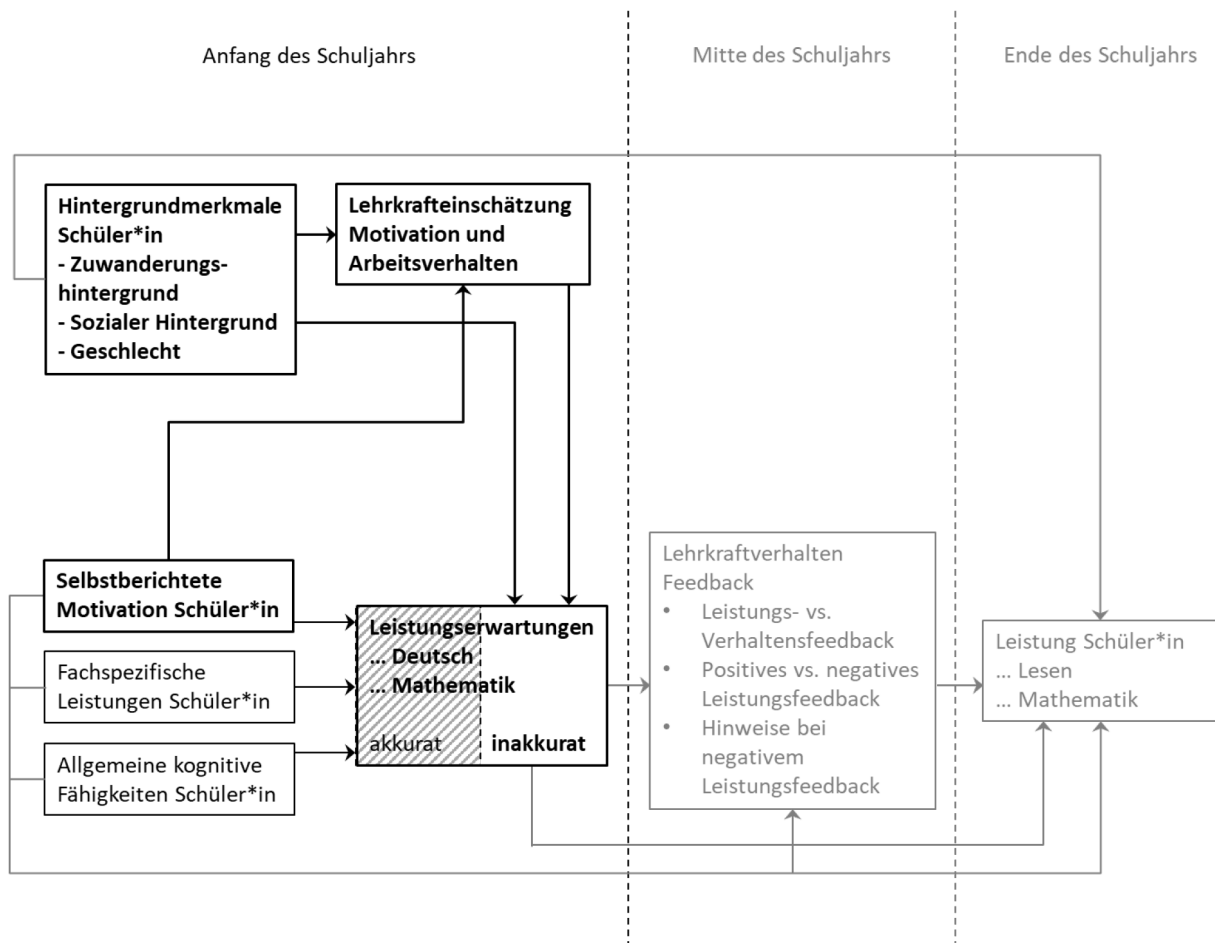 Anfang des Schuljahrs
Mitte des Schuljahrs
Ende des Schuljahrs
Hintergrundmerkmale
Schüler*in
- Zuwanderungs-
hintergrund
- Sozialer Hintergrund
- Geschlecht
Lehrkrafteinschätzung
Motivation und
Arbeitsverhalten
Selbstberichtete
Motivation Schüler*in
Fachspezifische
Leistungen Schüler*in
Allgemeine kognitive
Fähigkeiten Schüler*in
Leistungserwartungen
... Deutsch
... Mathematik
akkurat
inakkurat
Lehrkraftverhalten
Feedback
• Leistungs- vs.
Verhaltensfeedback
• Positives vs. negatives
Leistungsfeedback
• Hinweise bei
negativem
Leistungsfeedback
Leistung Schüler*in
... Lesen
... Mathematik